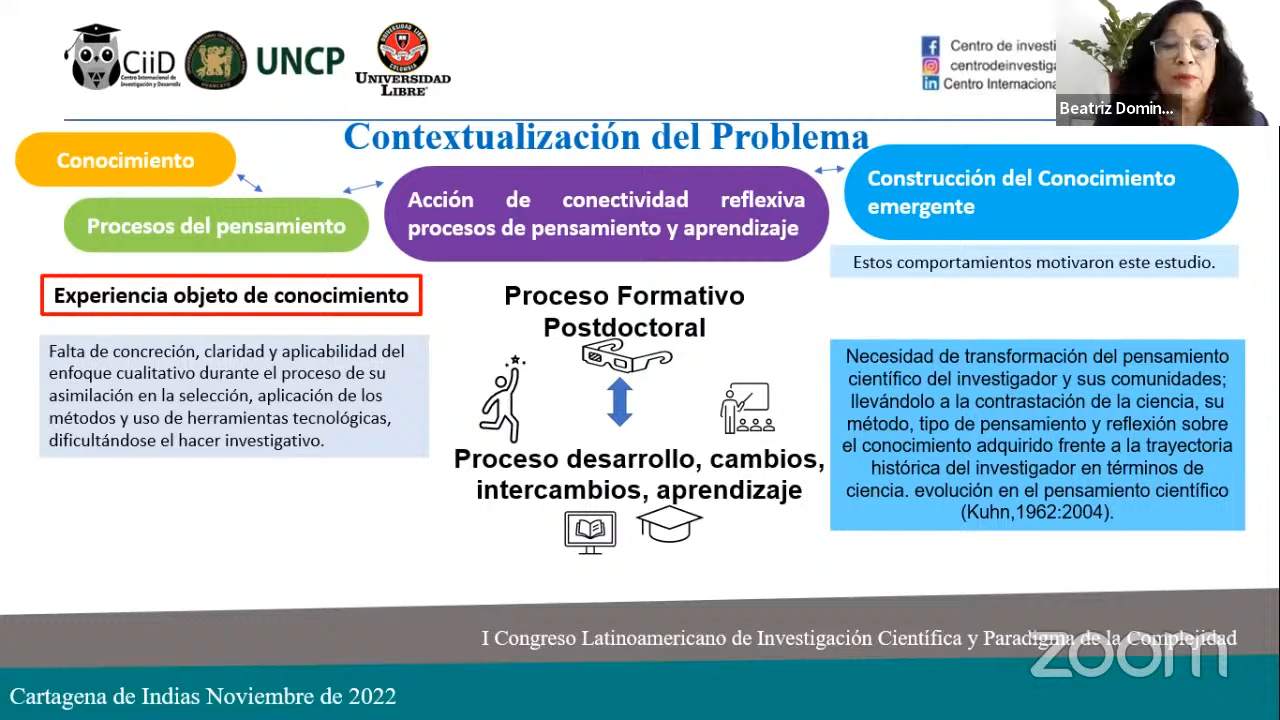 CiiD
Centro Internacional de
Investigación y Desarrollo
UNCP
UNIVERSIDAD LIBRE
COLOMBIA
UNIVERSIDAD
LIBRE
Centro de investi
centrodeinvestiga
Centro Internaciona
Beatriz Domin...
Contextualización del Problema
Conocimiento
Procesos del pensamiento
Acción de conectividad reflexiva
procesos de pensamiento y aprendizaje
Construcción del Conocimiento
emergente
Estos comportamientos motivaron este estudio.
Experiencia objeto de conocimiento
Falta de concreción, claridad y aplicabilidad del
enfoque cualitativo durante el proceso de su
asimilación en la selección, aplicación de los
métodos y uso de herramientas tecnológicas,
dificultándose el hacer investigativo.
Proceso Formativo
Postdoctoral
Proceso desarrollo, cambios,
intercambios, aprendizaje
Necesidad de transformación del pensamiento
científico del investigador y sus comunidades;
llevándolo a la contrastación de la ciencia, su
método, tipo de pensamiento y reflexión sobre
el conocimiento adquirido frente a la trayectoria
histórica del investigador en términos de
ciencia. evolución en el pensamiento científico
(Kuhn,1962:2004).
I Congreso Latinoamericano de Investigación Científica y Paradigma de la Complejidad
zoom
Cartagena de Indias Noviembre de 2022